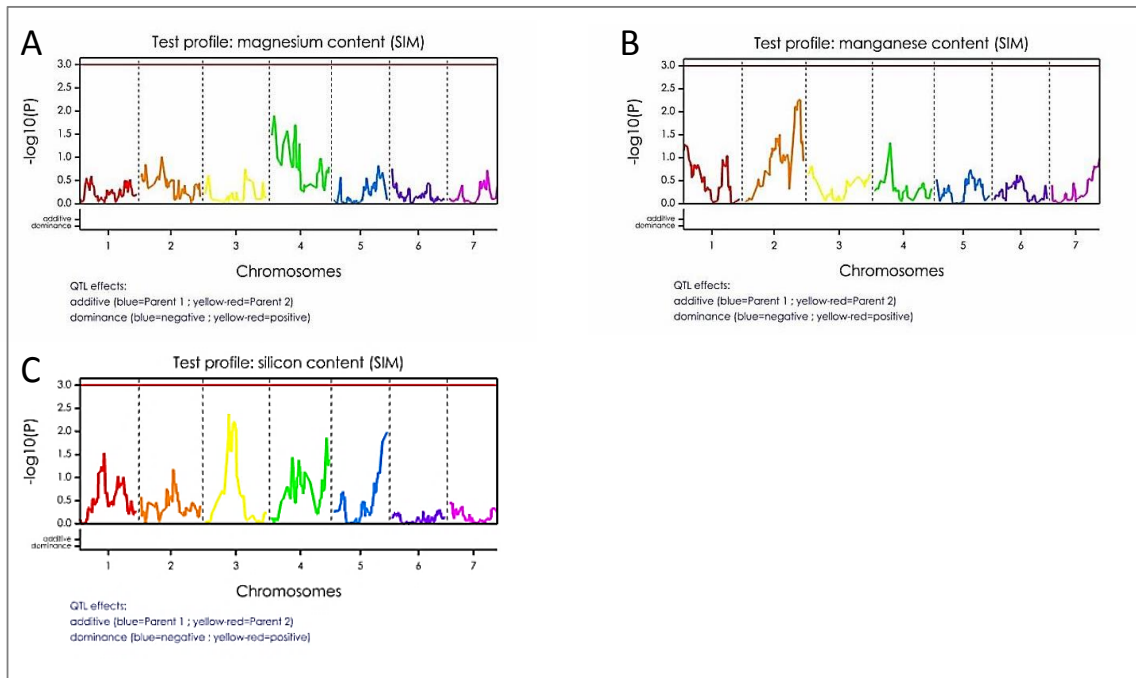 A
Test profile: magnesium content (SIM)
-log10(P)
3.0
2.5
2.0
1.5
1.0
0.5
0.0
additive
dominance
1 2 3 4 5 6 7
Chromosomes
QTL effects:
additive (blue=Parent 1 ; yellow-red=Parent 2)
dominance (blue=negative ; yellow-red=positive)
B
Test profile: manganese content (SIM)
-log10(P)
3.0
2.5
2.0
1.5
1.0
0.5
0.0
additive
dominance
1 2 3 4 5 6 7
Chromosomes
QTL effects:
additive (blue=Parent 1 ; yellow-red=Parent 2)
dominance (blue=negative ; yellow-red=positive)
C
Test profile: silicon content (SIM)
-log10(P)
3.0
2.5
2.0
1.5
1.0
0.5
0.0
additive
dominance
1 2 3 4 5 6 7
Chromosomes
QTL effects:
additive (blue=Parent 1 ; yellow-red=Parent 2)
dominance (blue=negative ; yellow-red=positive)